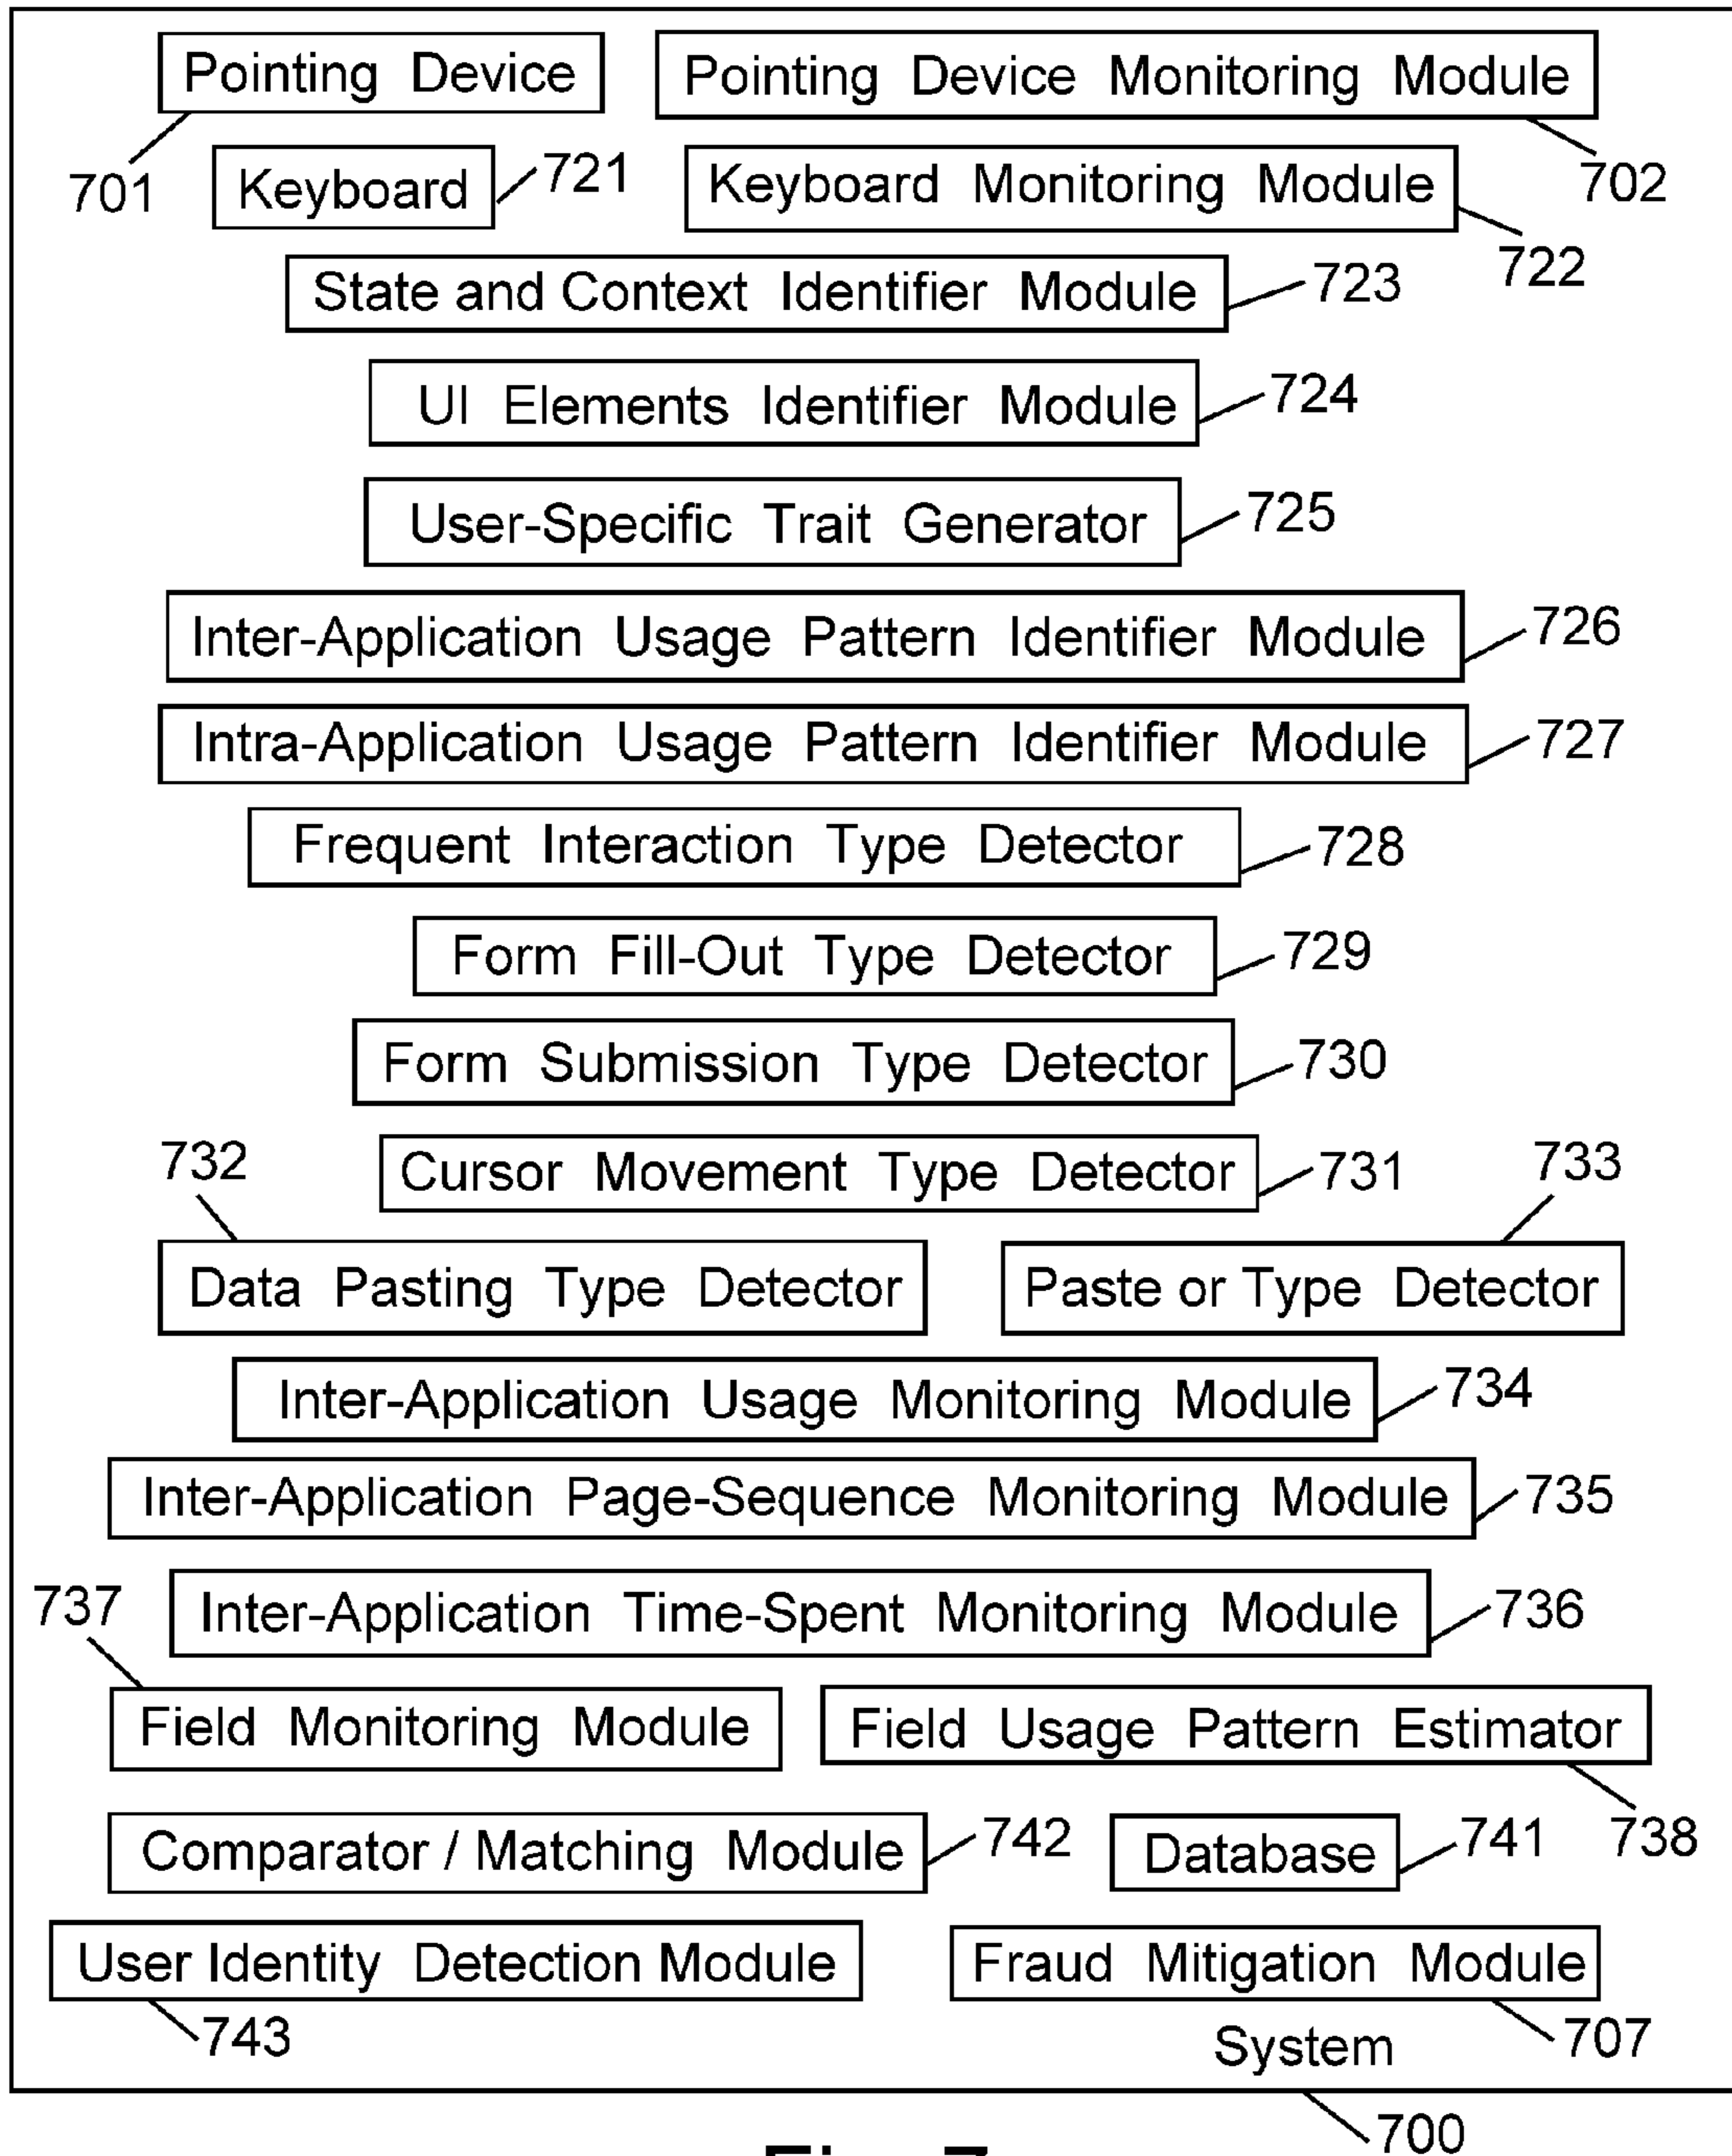 Pointing Device
Pointing Device Monitoring Module
701
Keyboard
721
Keyboard Monitoring Module
702
722
State and Context Identifier Module
723
UI Elements Identifier Module
724
User-Specific Trait Generator
725
Inter-Application Usage Pattern Identifier Module
726
Intra-Application Usage Pattern Identifier Module
727
Frequent Interaction Type Detector
728
Form Fill-Out Type Detector
729
Form Submission Type Detector
730
732
Cursor Movement Type Detector
731
733
Data Pasting Type Detector
Paste or Type Detector
Inter-Application Usage Monitoring Module
734
Inter-Application Page-Sequence Monitoring Module
735
737
Inter-Application Time-Spent Monitoring Module
736
Field Monitoring Module
Field Usage Pattern Estimator
738
Comparator / Matching Module
742
Database
741
User Identity Detection Module
Fraud Mitigation Module
743
System
707
700